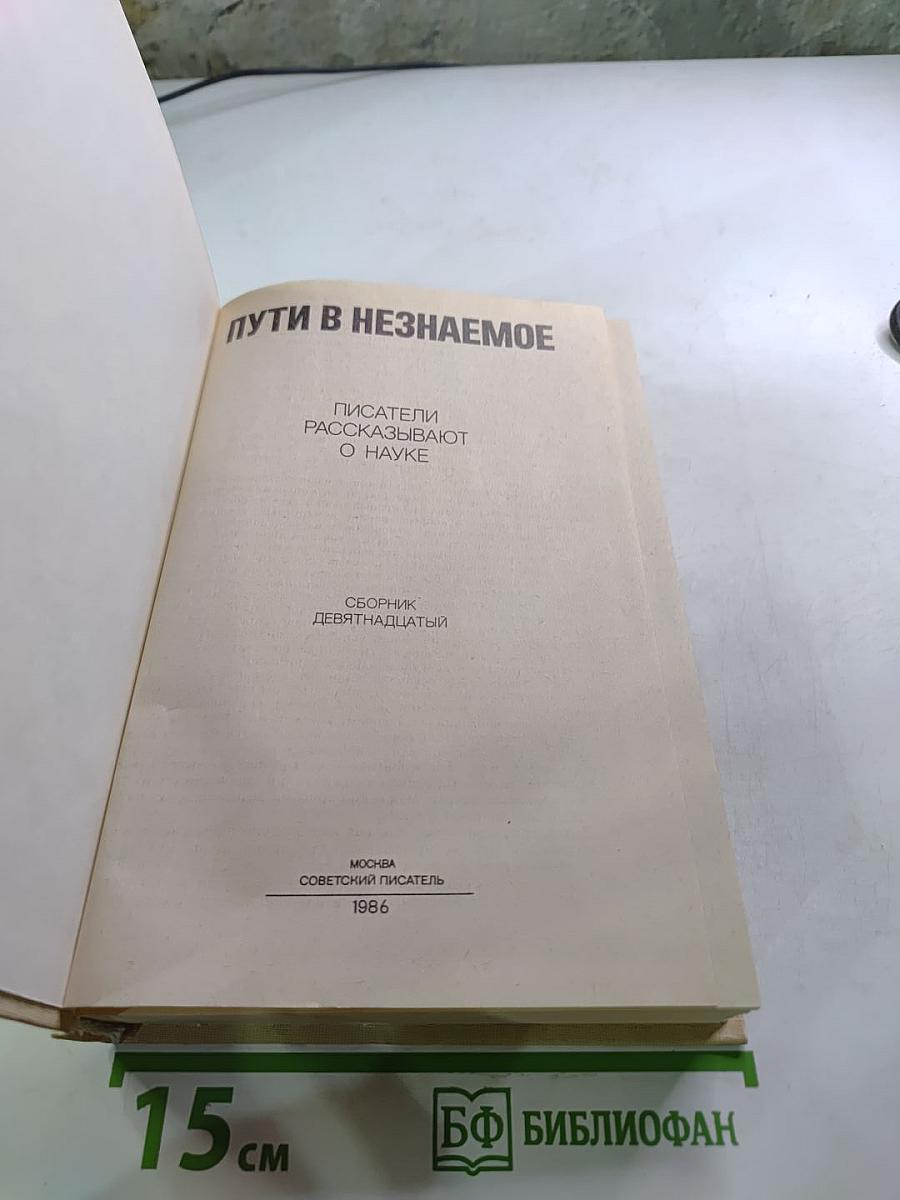 ПУТИ В НЕЗНАЕМОЕ
ПИСАТЕЛИ
РАССКАЗЫВАЮТ
О НАУКЕ
СБОРНИК
ДЕВЯТНАДЦАТЫЙ
МОСКВА
СОВЕТСКИЙ ПИСАТЕЛЬ
1986
15 см
БФ БИБЛИОФАН